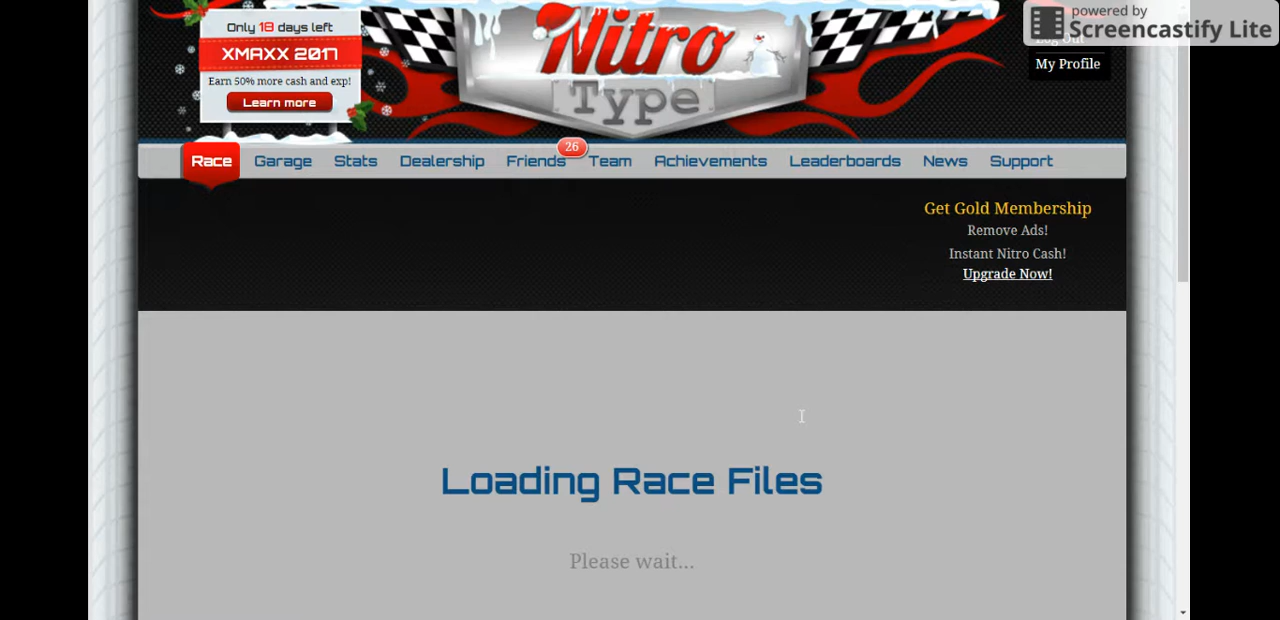 Only 18 days left
XMAXX 2017
Earn 50% more cash and exp!
Learn more
Nitro
Type
powered by
Screencastify Lite
Log Out
My Profile
Race
Garage
Stats
Dealership
Friends
26
Team
Achievements
Leaderboards
News
Support
Get Gold Membership
Remove Ads!
Instant Nitro Cash!
Upgrade Now!
Loading Race Files
Please wait...